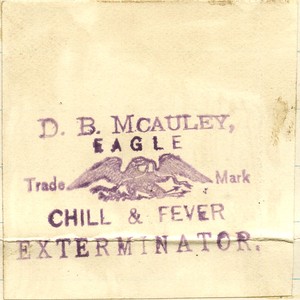 D. B. McAULEY,
EAGLE
Trade Mark
CHILL & FEVER
EXTERMINATOR.